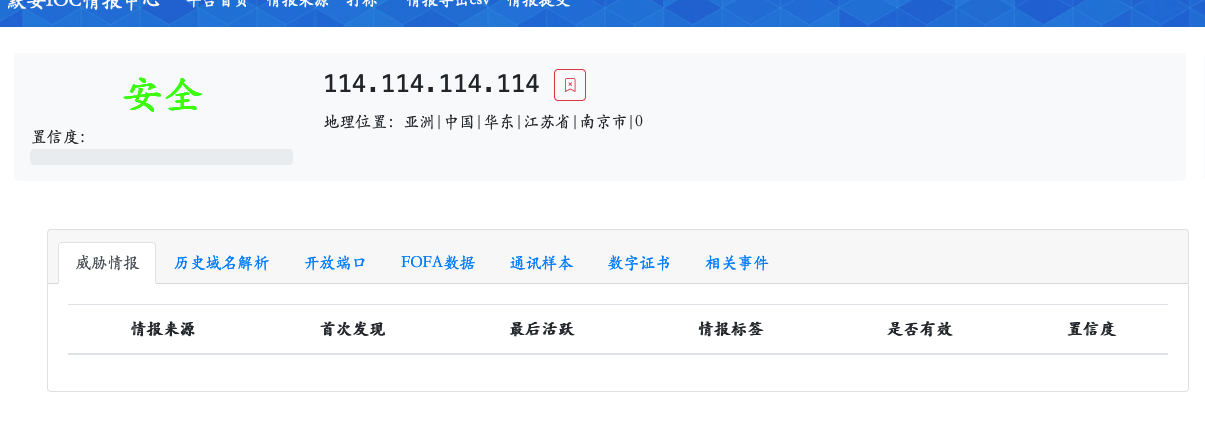 默安IOC情报中心 平台首页 情报来源 打标 情报导出csv 情报提交
安全
114.114.114.114
置信度：
地理位置：亚洲|中国|华东|江苏省|南京市|0
威胁情报 历史域名解析 开放端口 FOFA数据 通讯样本 数字证书 相关事件
情报来源 首次发现 最后活跃 情报标签 是否有效 置信度